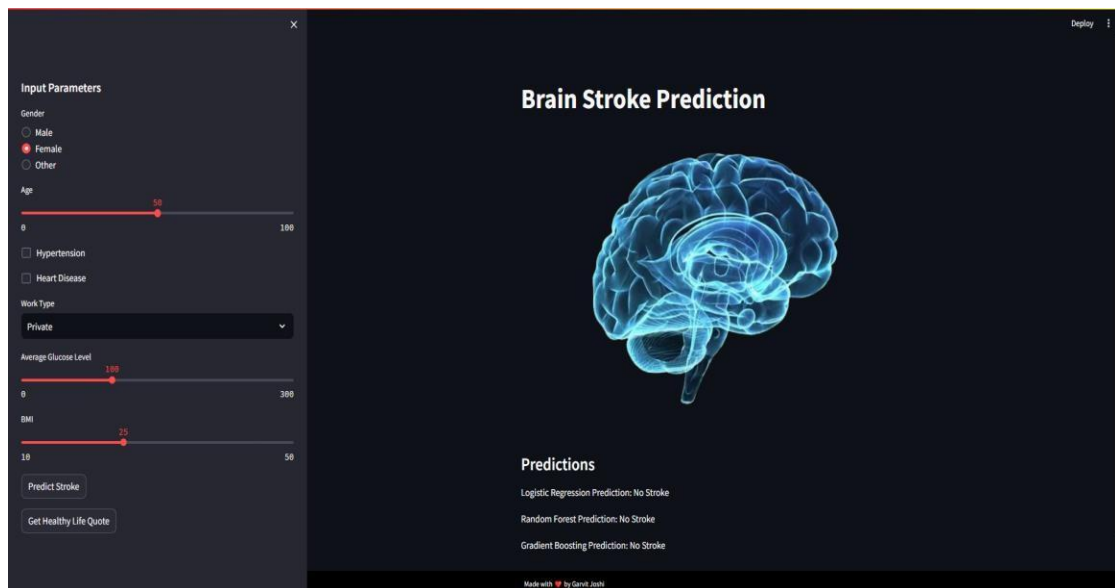 Deploy
Input Parameters
Gender
Male
Female
Other
Age
50
0 100
Hypertension
Heart Disease
Work Type
Private
Average Glucose Level
100
0 300
BMI
25
10 50
Predict Stroke
Get Healthy Life Quote
Brain Stroke Prediction
Predictions
Logistic Regression Prediction: No Stroke
Random Forest Prediction: No Stroke
Gradient Boosting Prediction: No Stroke
Made with ❤ by Garvit Joshi